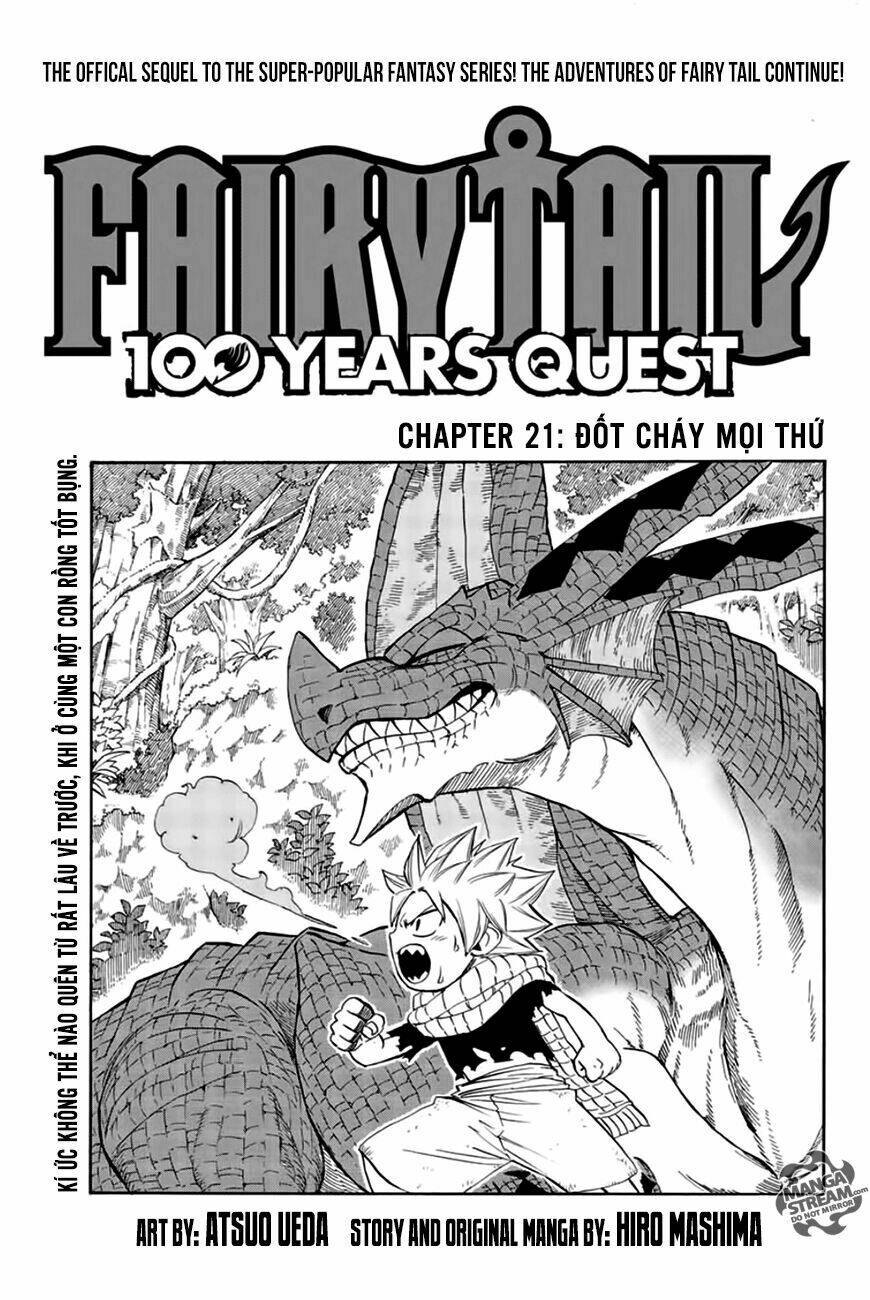 THE OFFICAL SEQUEL TO THE SUPER-POPULAR FANTASY SERIES! THE ADVENTURES OF FAIRY TAIL CONTINUE!
FAIRY TAIL
100 YEARS QUEST
CHAPTER 21: ĐỐT CHÁY MỌI THỨ
KÍ ỨC KHÔNG THỂ NÀO QUÊN TỪ RẤT LÂU VỀ TRƯỚC, KHI Ở CÙNG MỘT CON RỒNG TỐT BỤNG.
MANGA
STREAM.com
DO NOT MIRROR
ART BY: ATSUO UEDA STORY AND ORIGINAL MANGA BY: HIRO MASHIMA